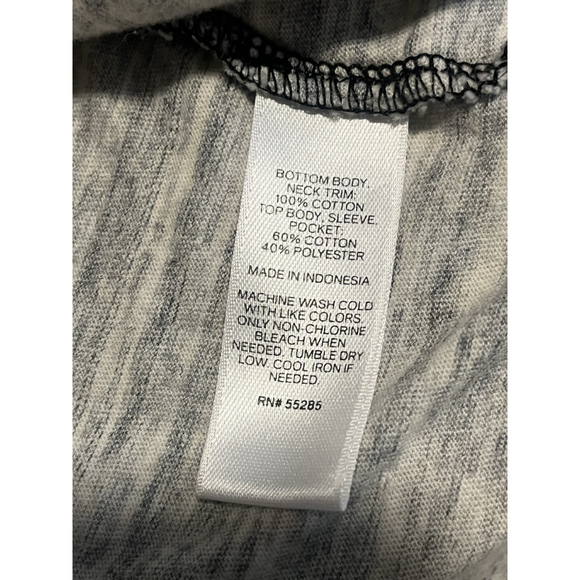 BOTTOM BODY,
NECK TRIM:
100% COTTON
TOP BODY, SLEEVE,
POCKET:
60% COTTON
40% POLYESTER
MADE IN INDONESIA
MACHINE WASH COLD
WITH LIKE COLORS.
ONLY NON-CHLORINE
BLEACH WHEN
NEEDED. TUMBLE DRY
LOW. COOL IRON IF
NEEDED.
RN# 55285